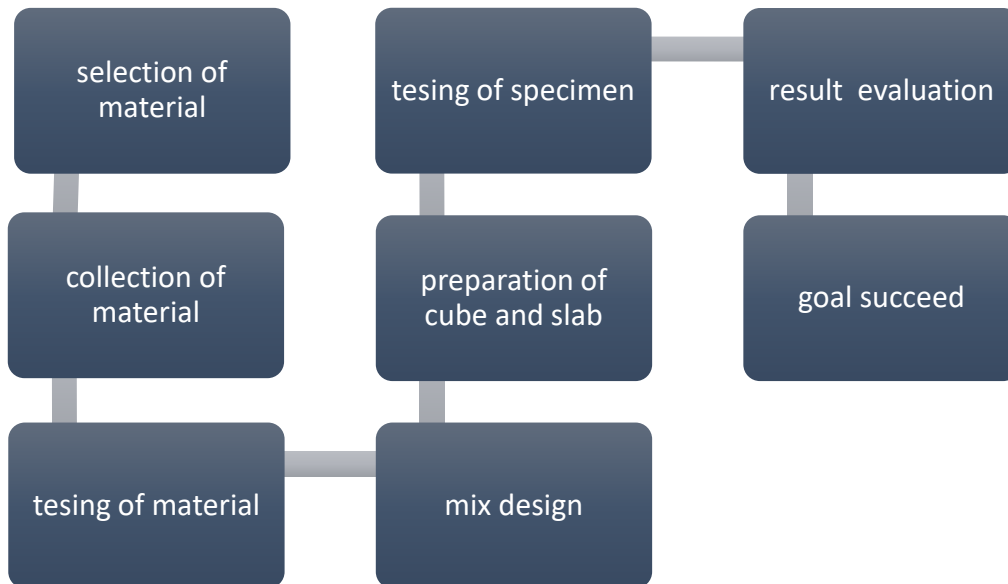 selection of
material
collection of
material
tesing of material
mix design
preparation of
cube and slab
tesing of specimen
result  evaluation
goal succeed